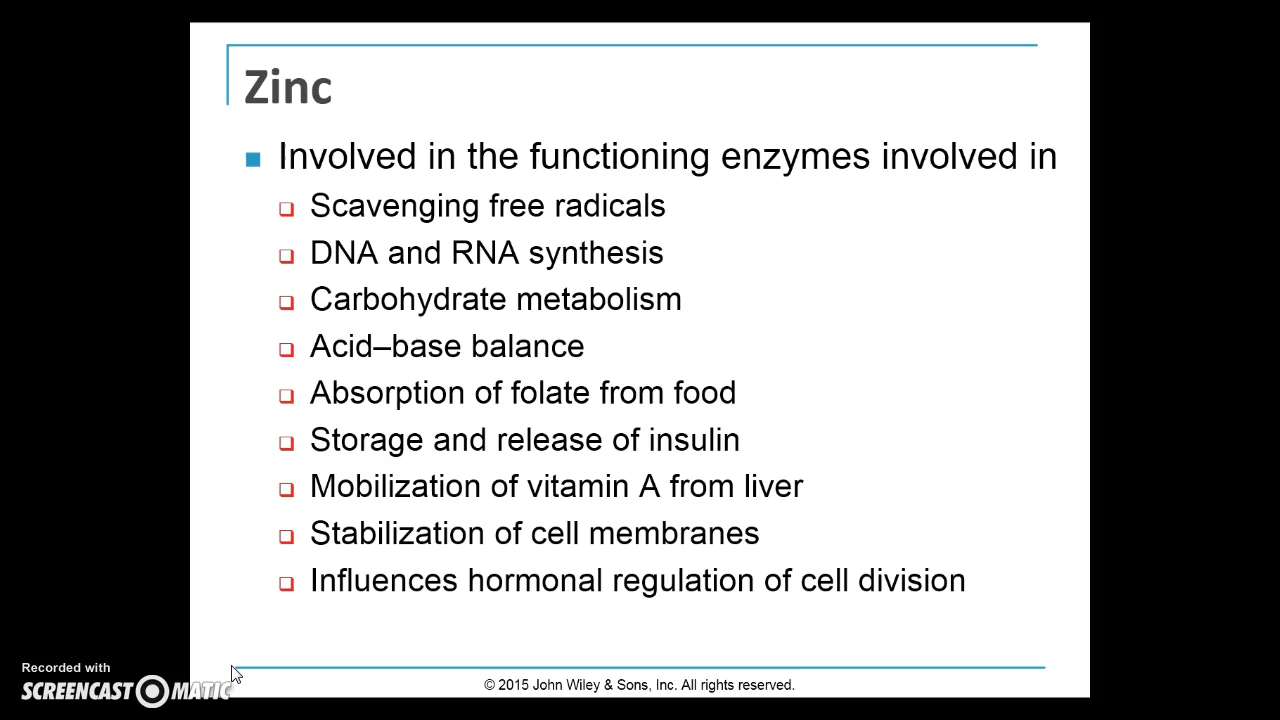 Zinc
Involved in the functioning enzymes involved in
Scavenging free radicals
DNA and RNA synthesis
Carbohydrate metabolism
Acid–base balance
Absorption of folate from food
Storage and release of insulin
Mobilization of vitamin A from liver
Stabilization of cell membranes
Influences hormonal regulation of cell division
Recorded with
SCREENCAST MATIC
© 2015 John Wiley & Sons, Inc. All rights reserved.